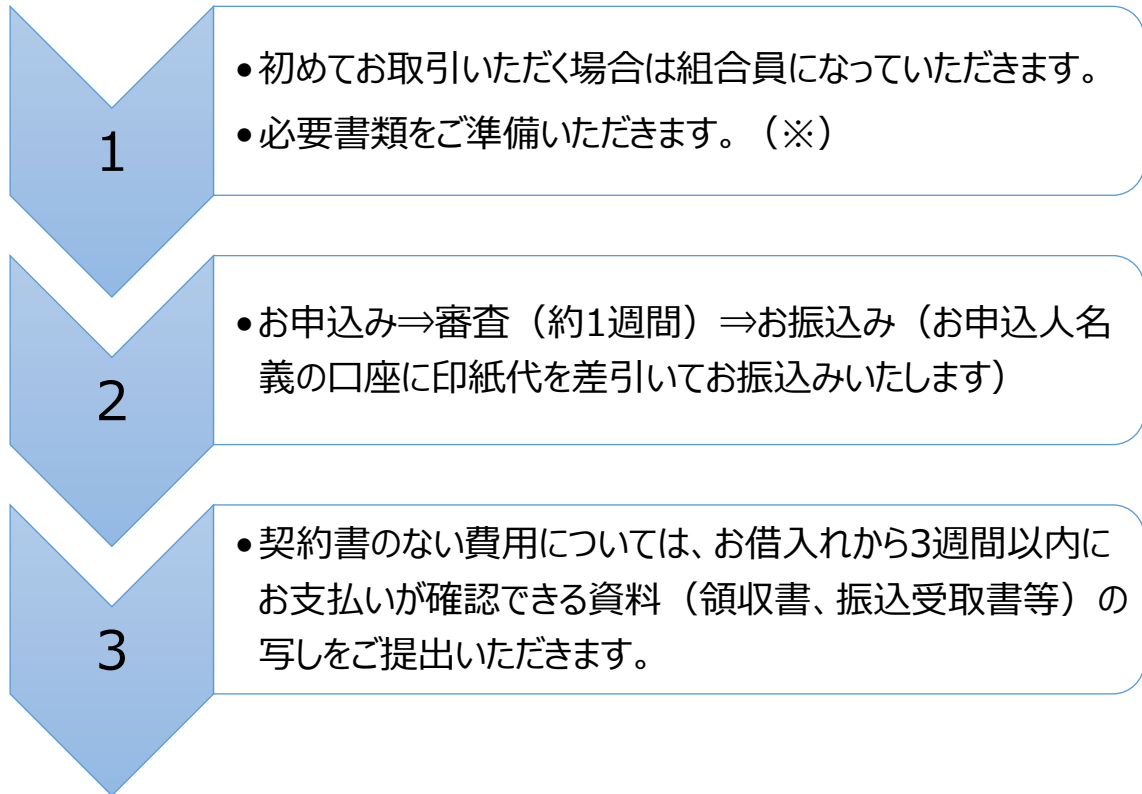 1
•初めてお取引いただく場合は組合員になっていただきます。
•必要書類をご準備いただきます。（※）
2
•お申込み⇒審査（約1週間）⇒お振込み（お申込人名
義の口座に印紙代を差引いてお振込みいたします）
3
•契約書のない費用については、お借入れから3週間以内に
お支払いが確認できる資料（領収書、振込受取書等）の
写しをご提出いただきます。